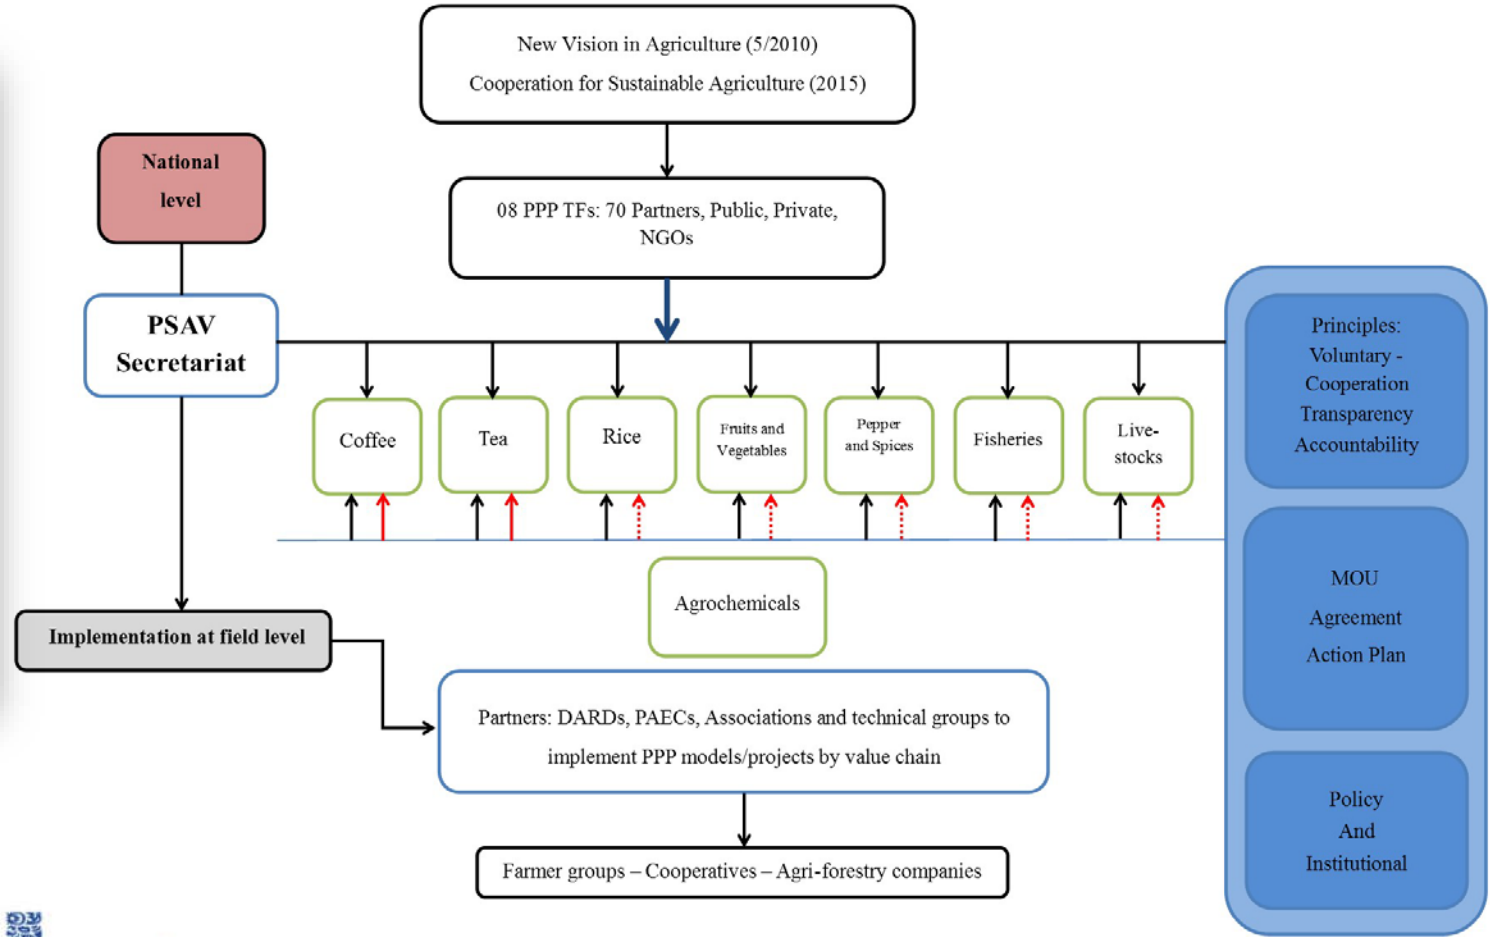 New Vision in Agriculture (5/2010)
Cooperation for Sustainable Agriculture (2015)
National
level
08 PPP TFs: 70 Partners, Public, Private,
NGOs
PSAV
Secretariat
Coffee
Tea
Rice
Fruits and
Vegetables
Pepper
and Spices
Fisheries
Live-
stocks
Principles:
Voluntary -
Cooperation
Transparency
Accountability
Agrochemicals
MOU
Agreement
Action Plan
Implementation at field level
Partners: DARDs, PAECs, Associations and technical groups to
implement PPP models/projects by value chain
Policy
And
Institutional
Farmer groups – Cooperatives – Agri-forestry companies